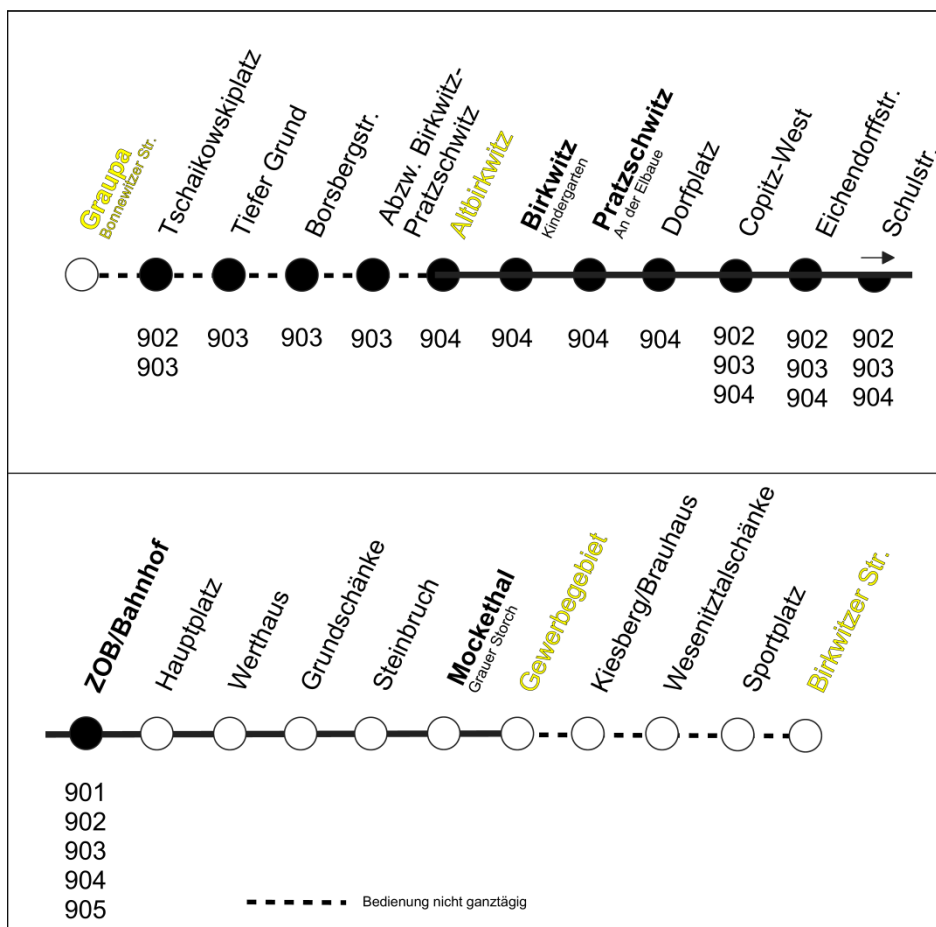 Graupa
Bonnewitzer Str.
Tschaikowskiplatz
Tiefer Grund
Borsbergstr.
Abzw. Birkwitz-
Pratzschwitz
Altbirkwitz
Birkwitz
Kindergarten
Pratzschwitz
An der Elbaue
Dorfplatz
Copitz-West
Eichendorffstr.
Schulstr.
902
903
903
903
903
904
904
904
904
902
903
904
902
903
904
902
903
904
ZOB/Bahnhof
Hauptplatz
Werthaus
Grundschänke
Steinbruch
Mockethal
Grauer Storch
Gewerbegebiet
Kiesberg/Brauhaus
Wesenitztalschänke
Sportplatz
Birkwitzer Str.
901
902
903
904
905
Bedienung nicht ganztägig